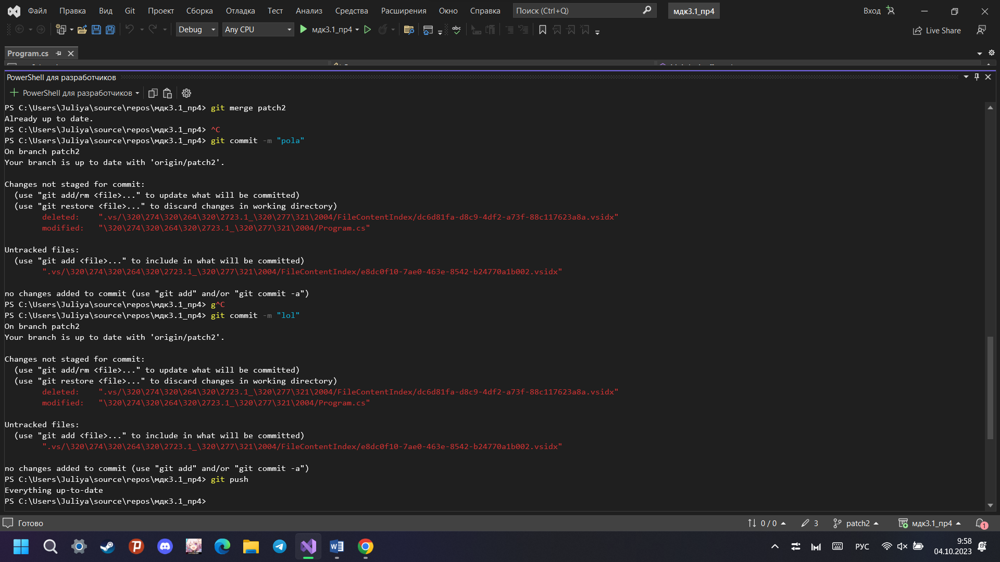 Файл Правка Вид Git Проект Сборка Отладка Тест Анализ Средства Расширения Окно Справка Поиск (Ctrl+Q) мдк3.1_пр4 Вход
Debug Any CPU мдк3.1_пр4 abc Live Share
Program.cs
PowerShell для разработчиков
PowerShell для разработчиков
PS C:\Users\Juliya\source\repos\мдк3.1_пр4> git merge patch2
Already up to date.
PS C:\Users\Juliya\source\repos\мдк3.1_пр4> ^C
PS C:\Users\Juliya\source\repos\мдк3.1_пр4> git commit -m "pola"
On branch patch2
Your branch is up to date with 'origin/patch2'.
Changes not staged for commit:
(use "git add/rm <file>..." to update what will be committed)
(use "git restore <file>..." to discard changes in working directory)
deleted: ".vs/\320\274\320\264\320\2723.1_\320\277\321\2004/FileContentIndex/dc6d81fa-d8c9-4df2-a73f-88c117623a8a.vsidx"
modified: "\320\274\320\264\320\2723.1_\320\277\321\2004/Program.cs"
Untracked files:
(use "git add <file>..." to include in what will be committed)
".vs/\320\274\320\264\320\2723.1_\320\277\321\2004/FileContentIndex/e8dc0f10-7ae0-463e-8542-b24770a1b002.vsidx"
no changes added to commit (use "git add" and/or "git commit -a")
PS C:\Users\Juliya\source\repos\мдк3.1_пр4> g^C
PS C:\Users\Juliya\source\repos\мдк3.1_пр4> git commit -m "lol"
On branch patch2
Your branch is up to date with 'origin/patch2'.
Changes not staged for commit:
(use "git add/rm <file>..." to update what will be committed)
(use "git restore <file>..." to discard changes in working directory)
deleted: ".vs/\320\274\320\264\320\2723.1_\320\277\321\2004/FileContentIndex/dc6d81fa-d8c9-4df2-a73f-88c117623a8a.vsidx"
modified: "\320\274\320\264\320\2723.1_\320\277\321\2004/Program.cs"
Untracked files:
(use "git add <file>..." to include in what will be committed)
".vs/\320\274\320\264\320\2723.1_\320\277\321\2004/FileContentIndex/e8dc0f10-7ae0-463e-8542-b24770a1b002.vsidx"
no changes added to commit (use "git add" and/or "git commit -a")
PS C:\Users\Juliya\source\repos\мдк3.1_пр4> git push
Everything up-to-date
PS C:\Users\Juliya\source\repos\мдк3.1_пр4>
Готово 0 / 0 3 patch2 мдк3.1_пр4 1
РУС 9:58
04.10.2023